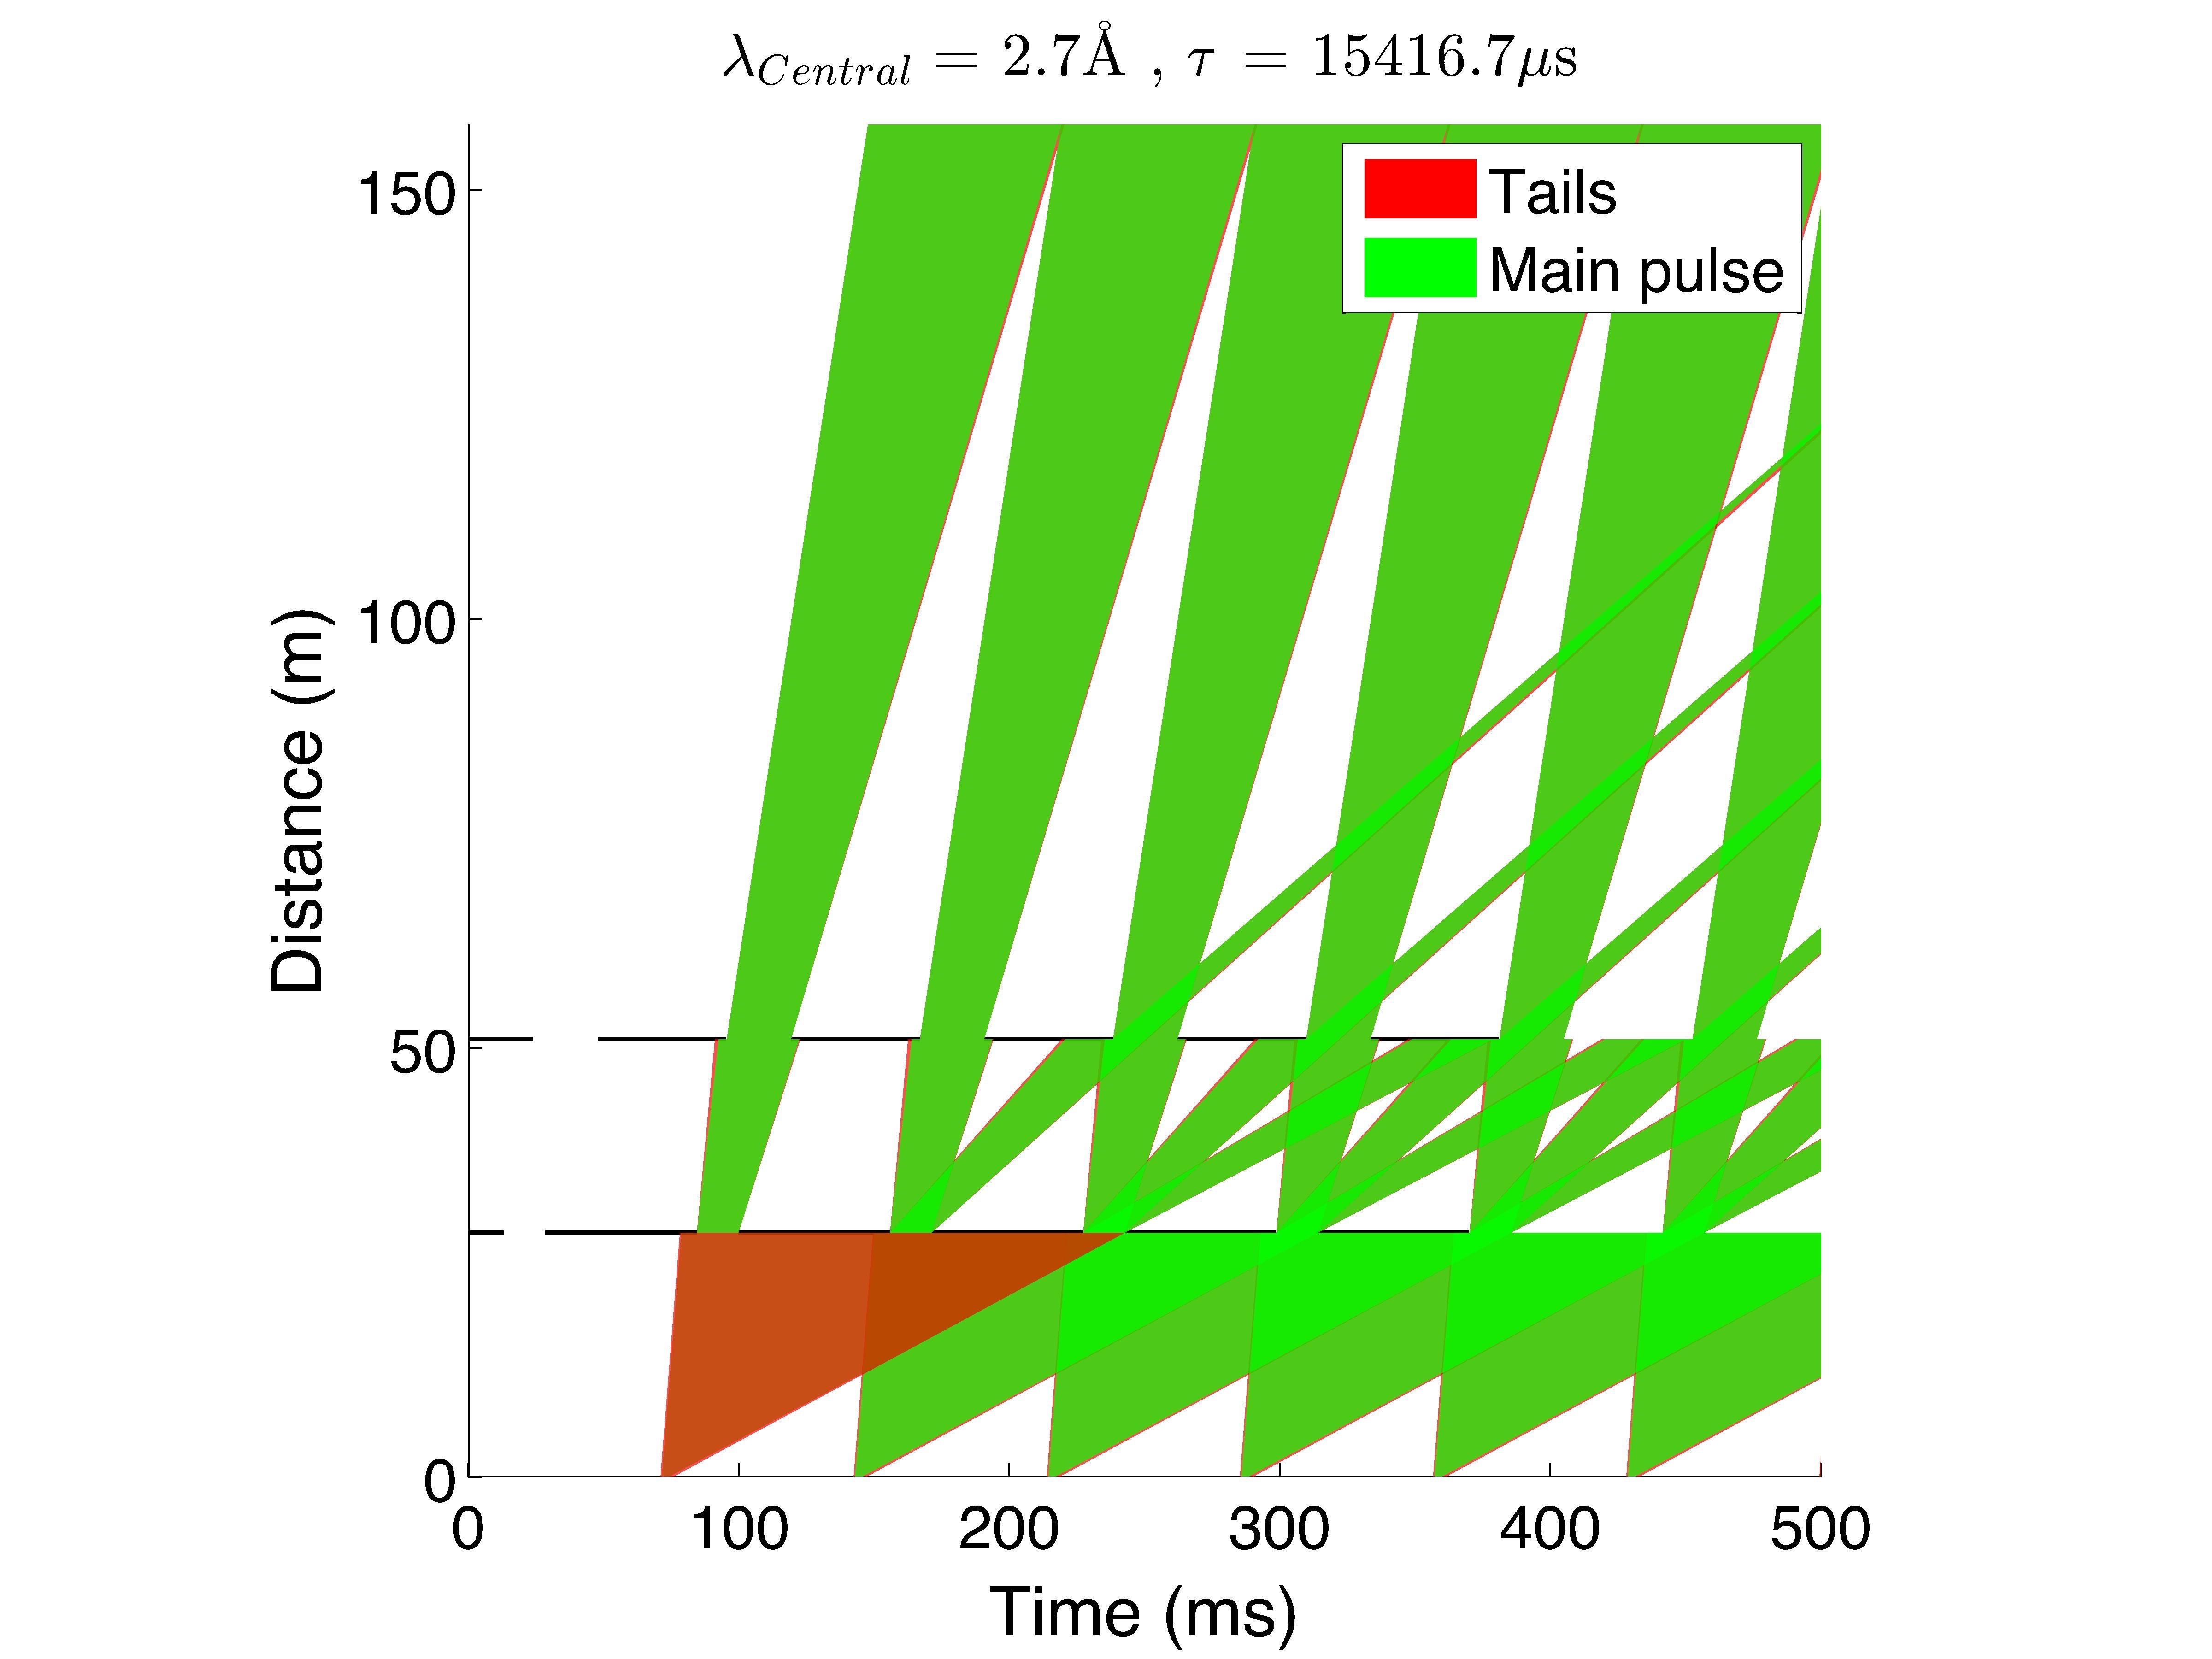 λCentral = 2.7Å , τ = 15416.7μs
150
100
50
0
Distance (m)
Tails
Main pulse
0 100 200 300 400 500
Time (ms)